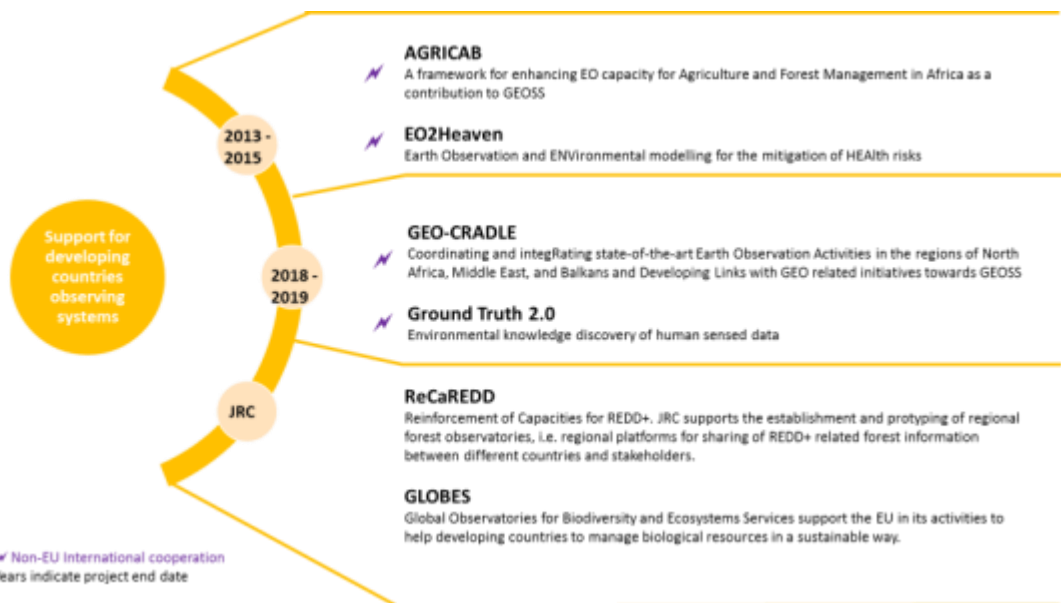 AGRICAB
A framework for enhancing EO capacity for Agriculture and Forest Management in Africa as a
contribution to GEOSS
2013 -
2015
EO2Heaven
Earth Observation and ENVironmental modelling for the mitigation of HEAlth risks
Support for
developing
countries
observing
systems
2018 -
2019
GEO-CRADLE
Coordinating and integRating state-of-the-art Earth Observation Activities in the regions of North
Africa, Middle East, and Balkans and Developing Links with GEO related initiatives towards GEOSS
Ground Truth 2.0
Environmental knowledge discovery of human sensed data
JRC
ReCaREDD
Reinforcement of Capacities for REDD+. JRC supports the establishment and protyping of regional
forest observatories, i.e. regional platforms for sharing of REDD+ related forest information
between different countries and stakeholders.
GLOBES
Global Observatories for Biodiversity and Ecosystems Services support the EU in its activities to
help developing countries to manage biological resources in a sustainable way.
Non-EU International cooperation
ears indicate project end date